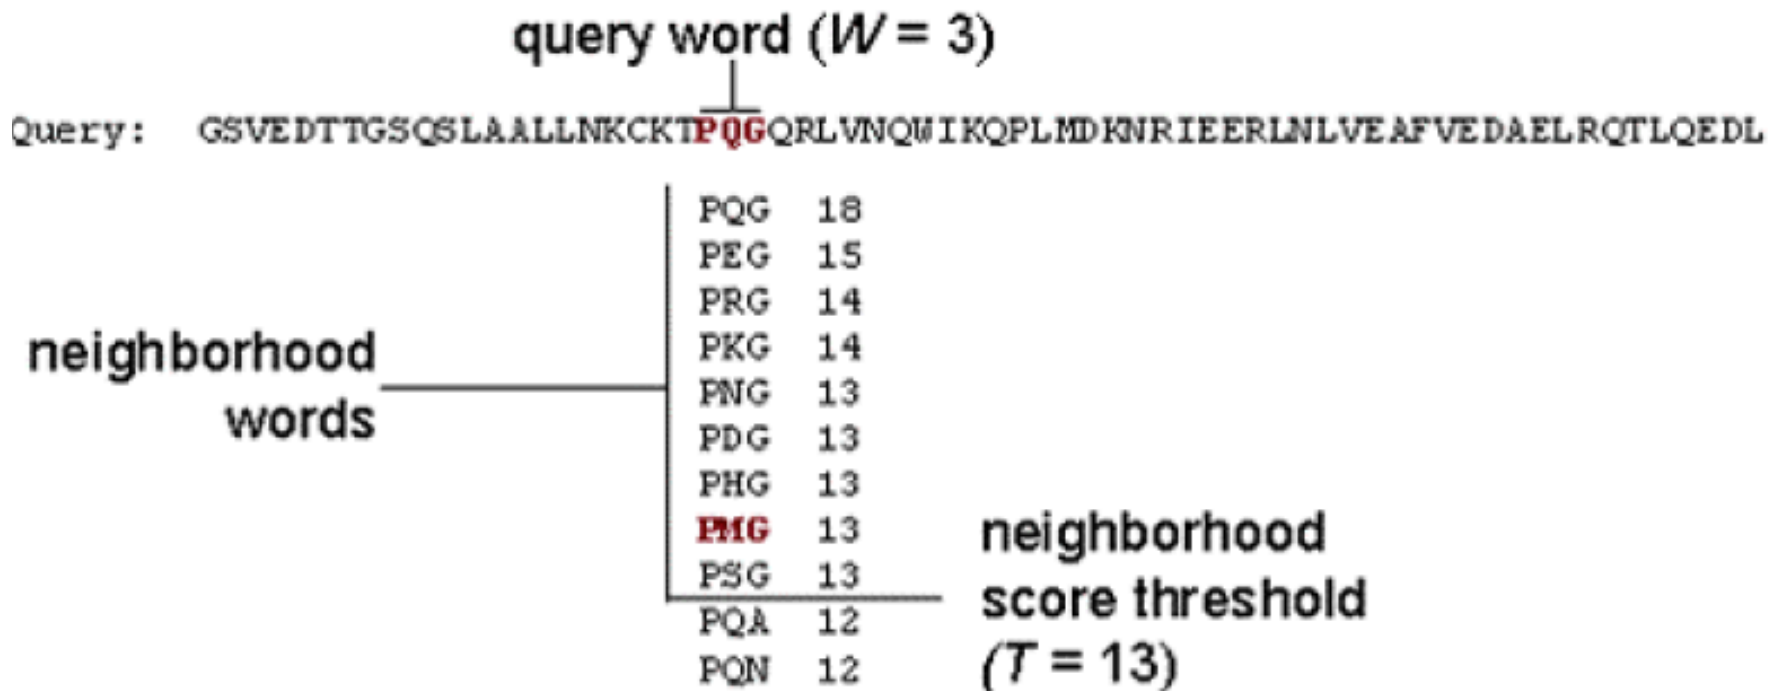 query word (W = 3)
Query: GSVEDTTGSQSLAALLNKCKTPQGQRLVNQWIKQPLMDKNRIEERLNLVEAFVEDAELRQTLQEDL
PQG 18
PEG 15
PRG 14
PKG 14
PNG 13
PDG 13
PHG 13
PMG 13
PSG 13
PQA 12
PQN 12
neighborhood
words
neighborhood
score threshold
(T = 13)